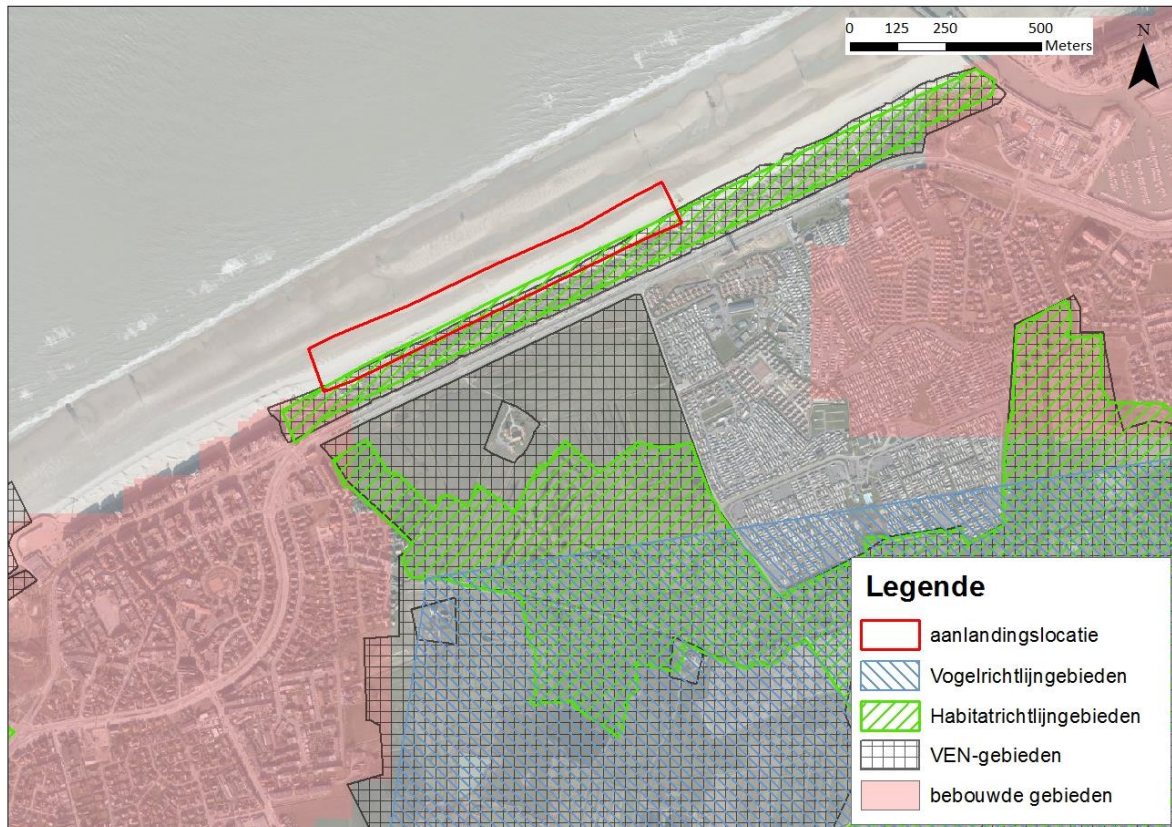 0 125 250 500
Meters
N
Legende
aanlandingslocatie
Vogelrichtlijngebieden
Habitatrichtlijngebieden
VEN-gebieden
bebouwde gebieden